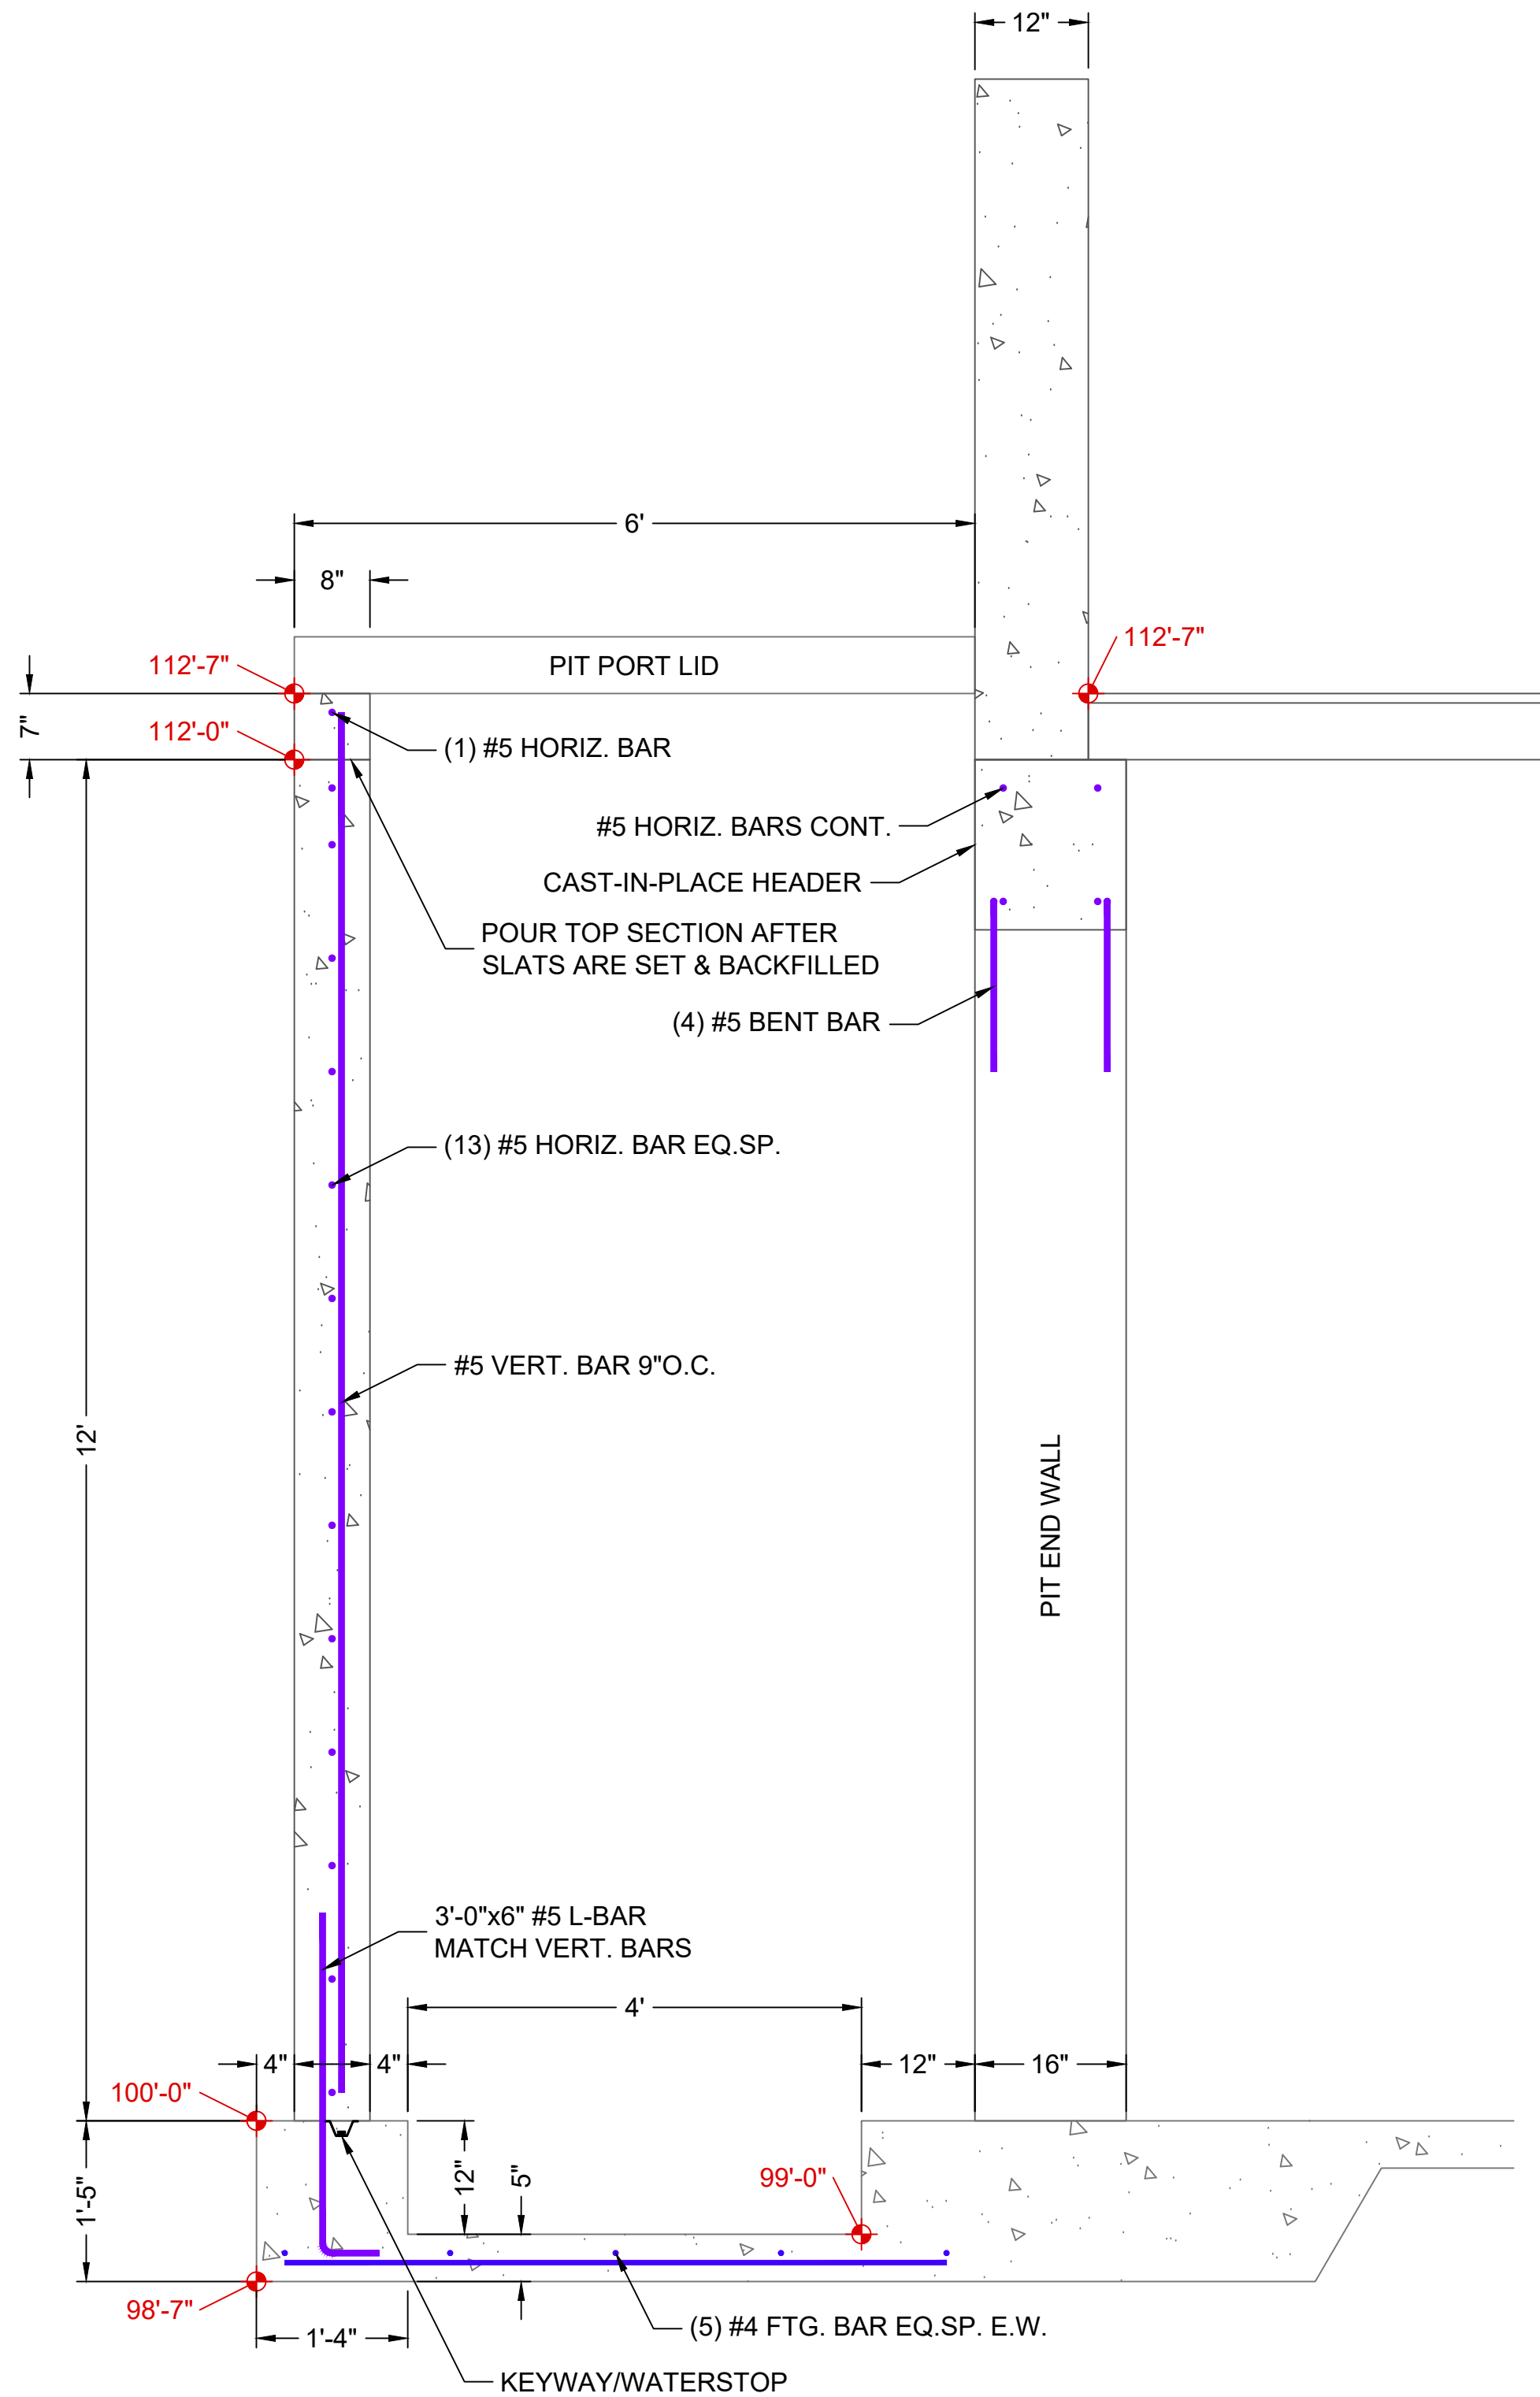 12"
6'
8"
112'-7"
112'-7"
PIT PORT LID
7"
112'-0"
(1) #5 HORIZ. BAR
#5 HORIZ. BARS CONT.
CAST-IN-PLACE HEADER
POUR TOP SECTION AFTER
SLATS ARE SET & BACKFILLED
(4) #5 BENT BAR
(13) #5 HORIZ. BAR EQ.SP.
#5 VERT. BAR 9"O.C.
12'
PIT END WALL
3'-0"x6" #5 L-BAR
MATCH VERT. BARS
4'
4"
4"
12"
16"
100'-0"
1'-5"
12"
5"
99'-0"
98'-7"
1'-4"
(5) #4 FTG. BAR EQ.SP. E.W.
KEYWAY/WATERSTOP